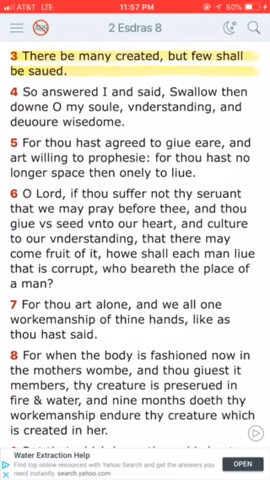 AT&T LTE 11:57 PM 50%
2 Esdras 8
3 There be many created, but few shall
be saued.
4 So answered I and said, Swallow then
downe O my soule, vnderstanding, and
deuoure wisedome.
5 For thou hast agreed to giue eare, and
art willing to prophesie: for thou hast no
longer space then onely to liue.
6 O Lord, if thou suffer not thy seruant
that we may pray before thee, and thou
giue vs seed vnto our heart, and culture
to our vnderstanding, that there may
come fruit of it, howe shall each man liue
that is corrupt, who beareth the place of
a man?
7 For thou art alone, and we all one
workemanship of thine hands, like as
thou hast said.
8 For when the body is fashioned now in
the mothers wombe, and thou giuest it
members, thy creature is preserued in
fire & water, and nine months doeth thy
workemanship endure thy creature which
is created in her.
Water Extraction Help
Find top online resources with Yahoo Search and get the answers you
need instantly. search.yahoo.com
OPEN